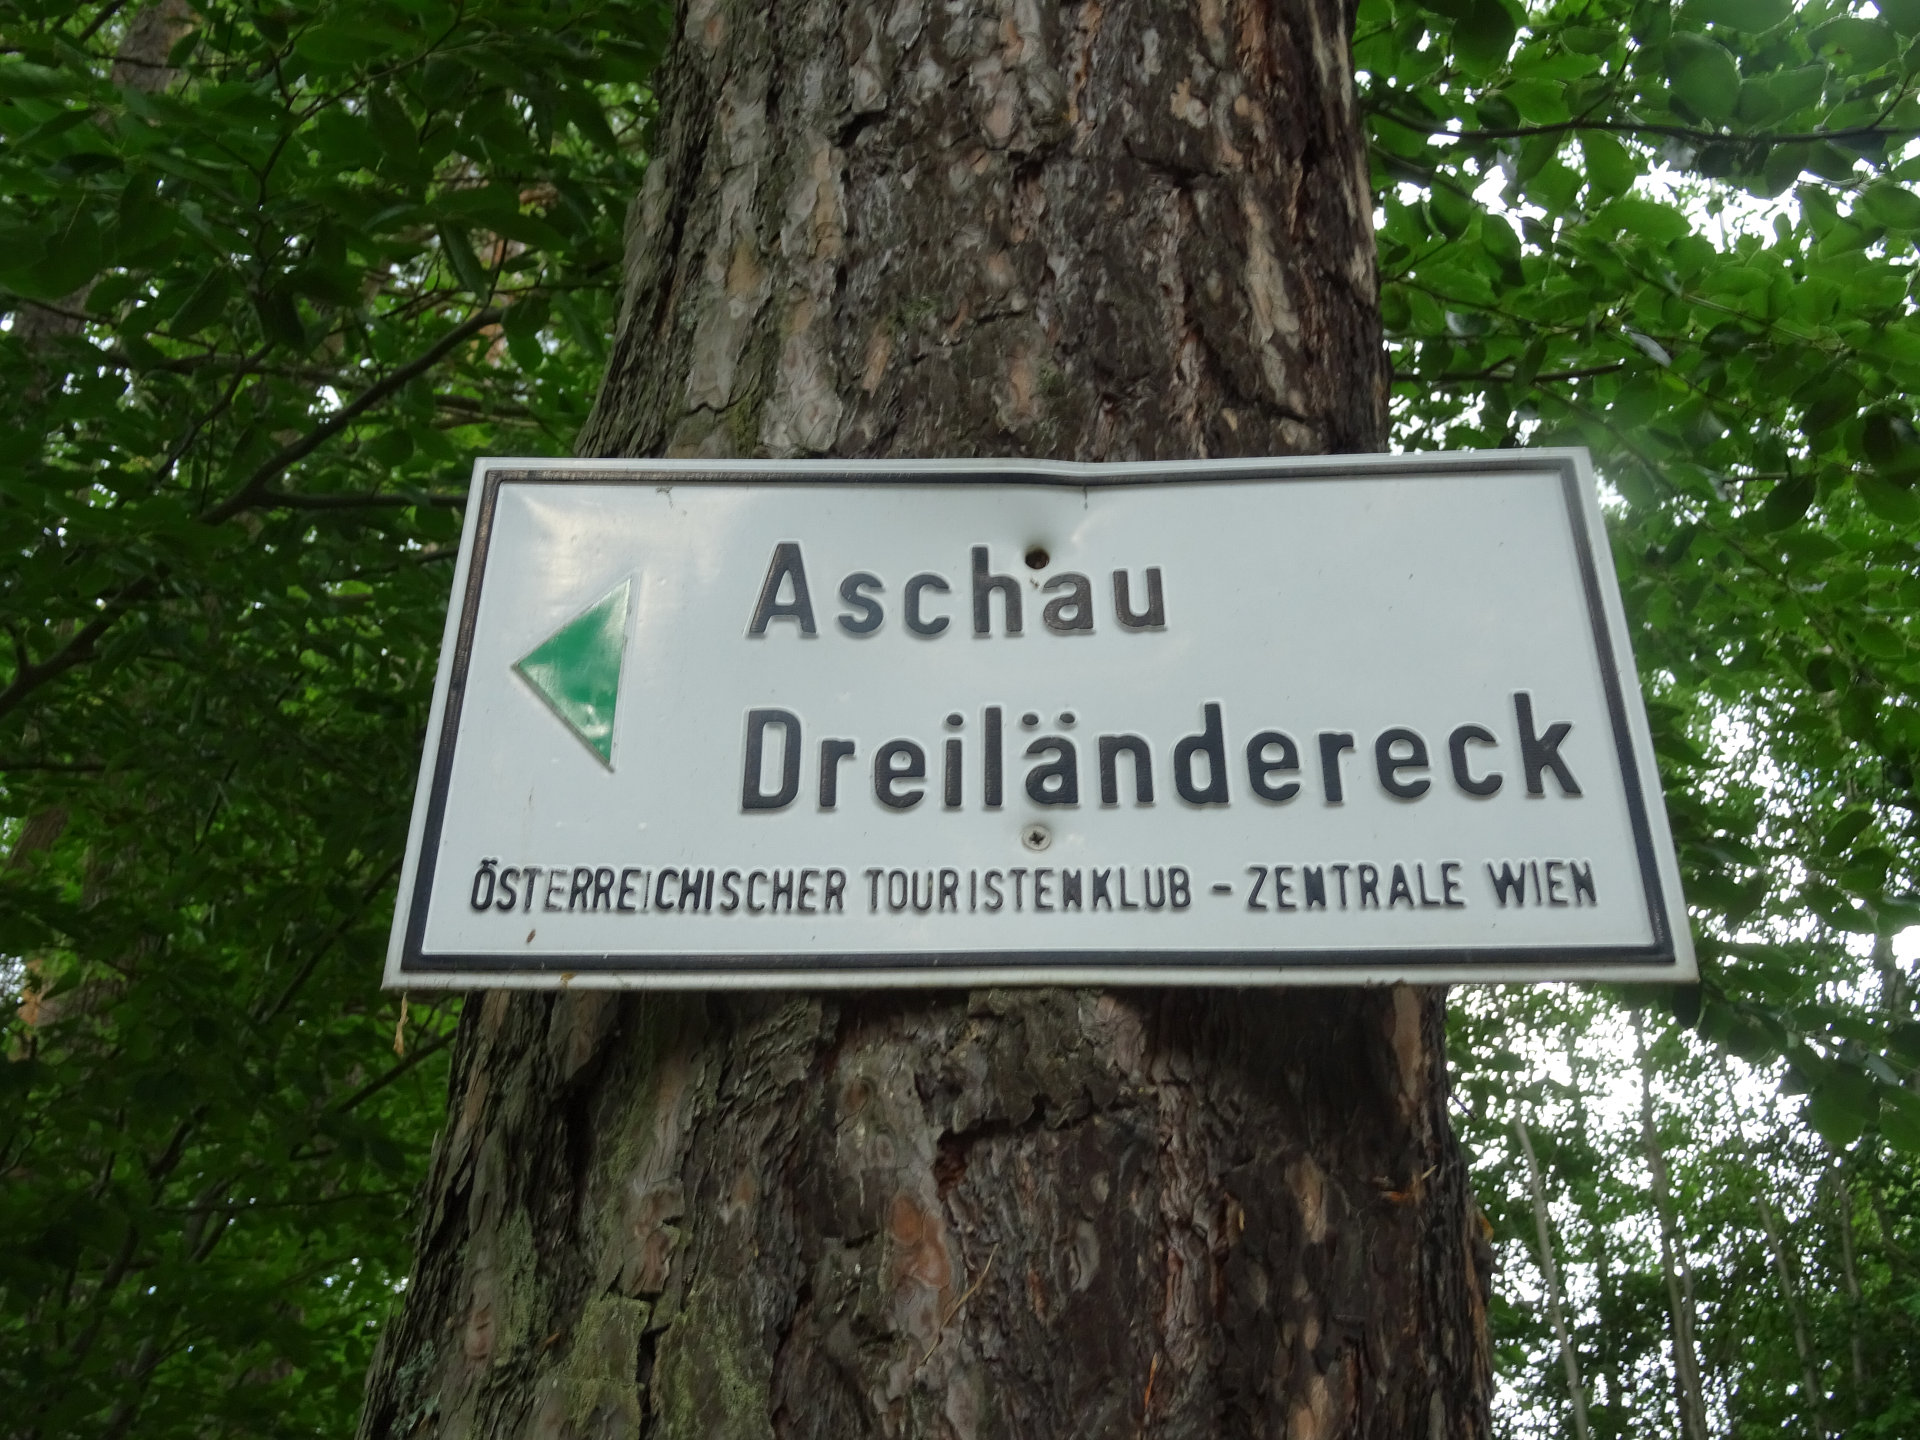 Aschau
Dreiländereck
ÖSTERREICHISCHER TOURISTENKLUB - ZENTRALE WIEN